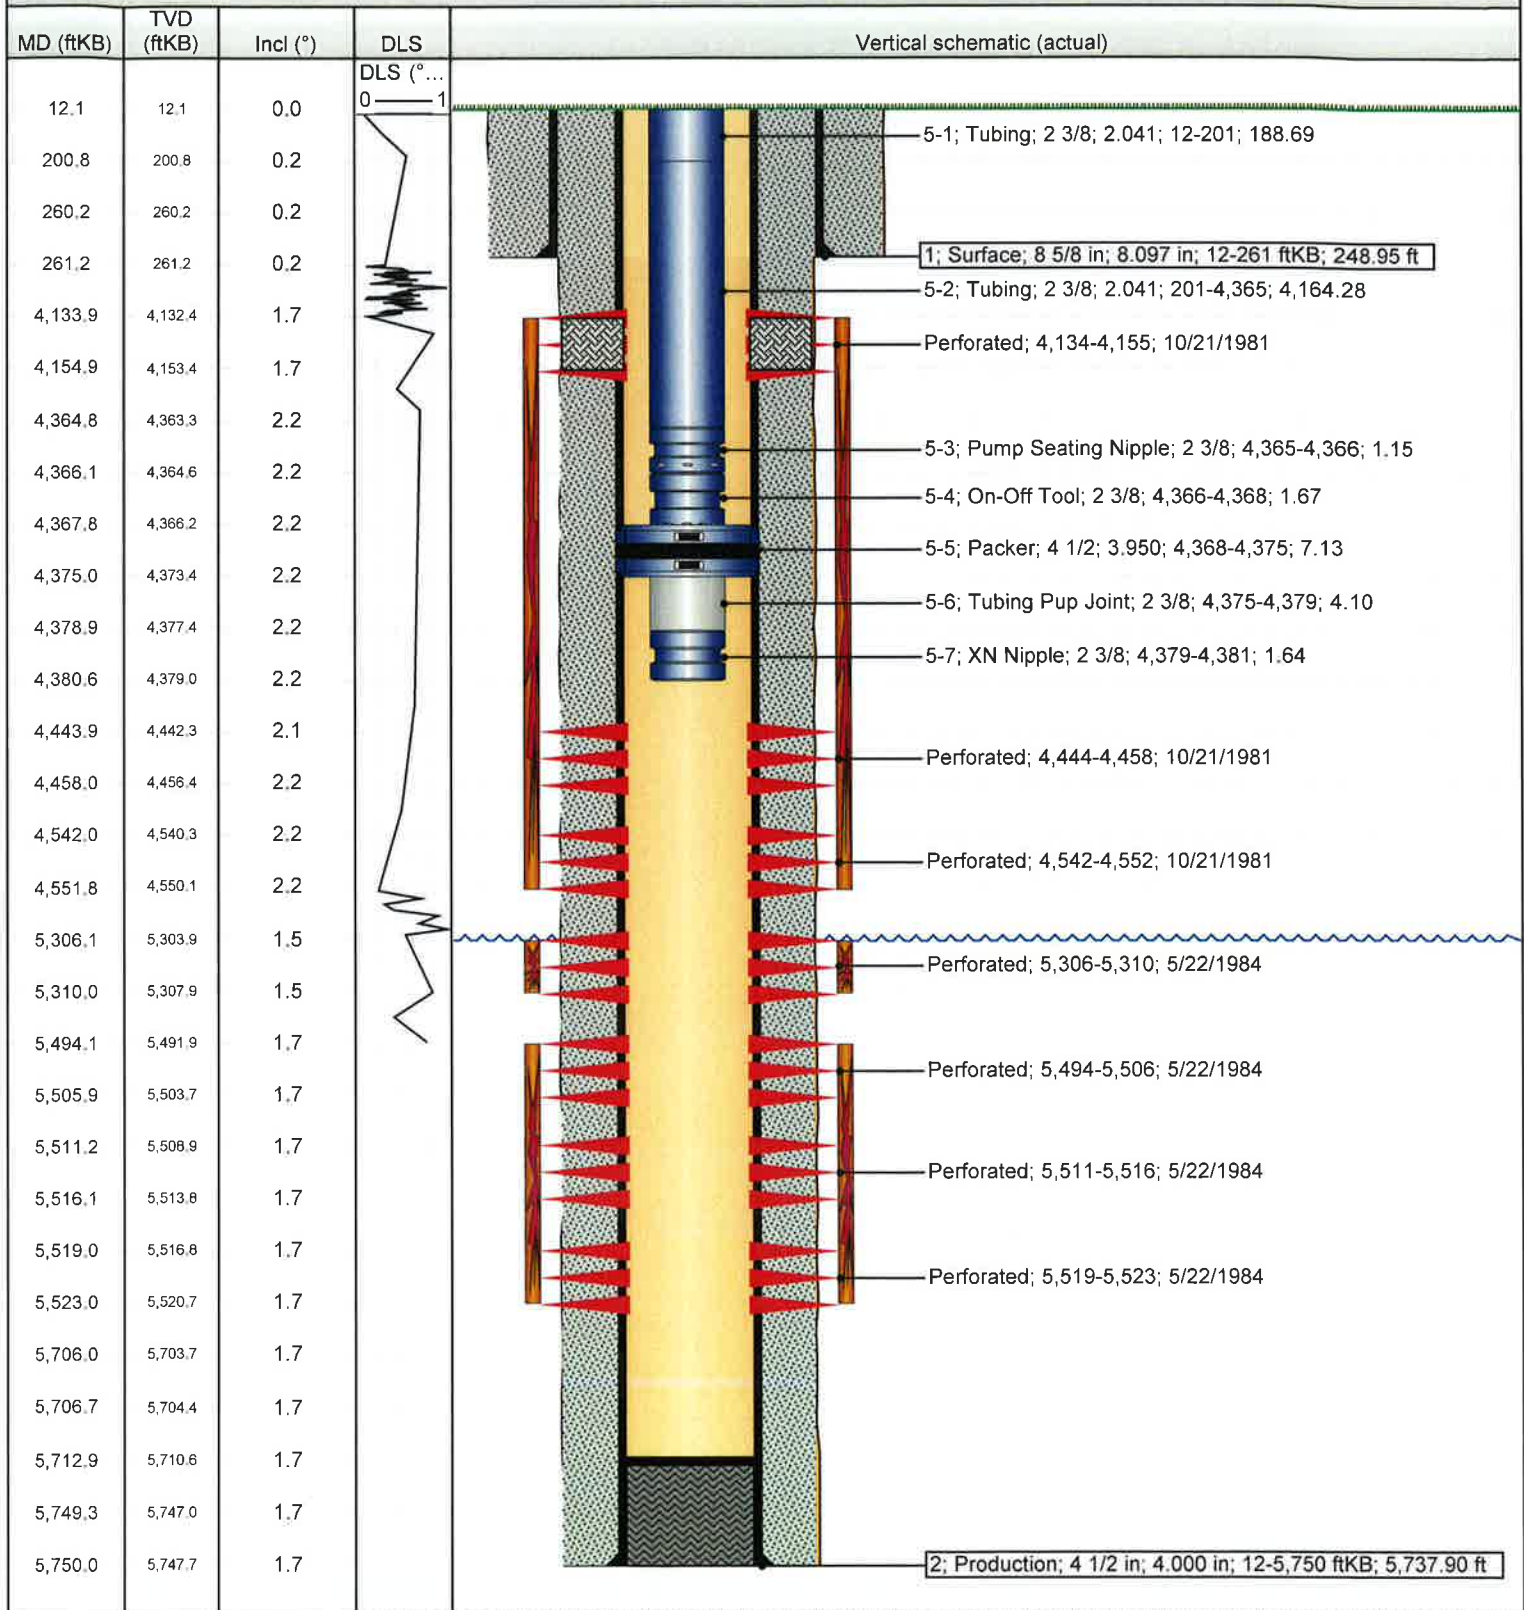 MD (ftKB) TVD (ftKB) Incl (°) DLS Vertical schematic (actual)
DLS (°...
0 1
12.1 12.1 0.0
5-1; Tubing; 2 3/8; 2.041; 12-201; 188.69
200.8 200.8 0.2
260.2 260.2 0.2
1; Surface; 8 5/8 in; 8.097 in; 12-261 ftKB; 248.95 ft
261.2 261.2 0.2
5-2; Tubing; 2 3/8; 2.041; 201-4,365; 4,164.28
4,133.9 4,132.4 1.7
Perforated; 4,134-4,155; 10/21/1981
4,154.9 4,153.4 1.7
4,364.8 4,363.3 2.2
5-3; Pump Seating Nipple; 2 3/8; 4,365-4,366; 1.15
4,366.1 4,364.6 2.2
5-4; On-Off Tool; 2 3/8; 4,366-4,368; 1.67
4,367.8 4,366.2 2.2
5-5; Packer; 4 1/2; 3.950; 4,368-4,375; 7.13
4,375.0 4,373.4 2.2
5-6; Tubing Pup Joint; 2 3/8; 4,375-4,379; 4.10
4,378.9 4,377.4 2.2
5-7; XN Nipple; 2 3/8; 4,379-4,381; 1.64
4,380.6 4,379.0 2.2
4,443.9 4,442.3 2.1
Perforated; 4,444-4,458; 10/21/1981
4,458.0 4,456.4 2.2
4,542.0 4,540.3 2.2
Perforated; 4,542-4,552; 10/21/1981
4,551.8 4,550.1 2.2
5,306.1 5,303.9 1.5
Perforated; 5,306-5,310; 5/22/1984
5,310.0 5,307.9 1.5
5,494.1 5,491.9 1.7
Perforated; 5,494-5,506; 5/22/1984
5,505.9 5,503.7 1.7
5,511.2 5,508.9 1.7
Perforated; 5,511-5,516; 5/22/1984
5,516.1 5,513.8 1.7
5,519.0 5,516.8 1.7
Perforated; 5,519-5,523; 5/22/1984
5,523.0 5,520.7 1.7
5,706.0 5,703.7 1.7
5,706.7 5,704.4 1.7
5,712.9 5,710.6 1.7
5,749.3 5,747.0 1.7
5,750.0 5,747.7 1.7
2; Production; 4 1/2 in; 4.000 in; 12-5,750 ftKB; 5,737.90 ft